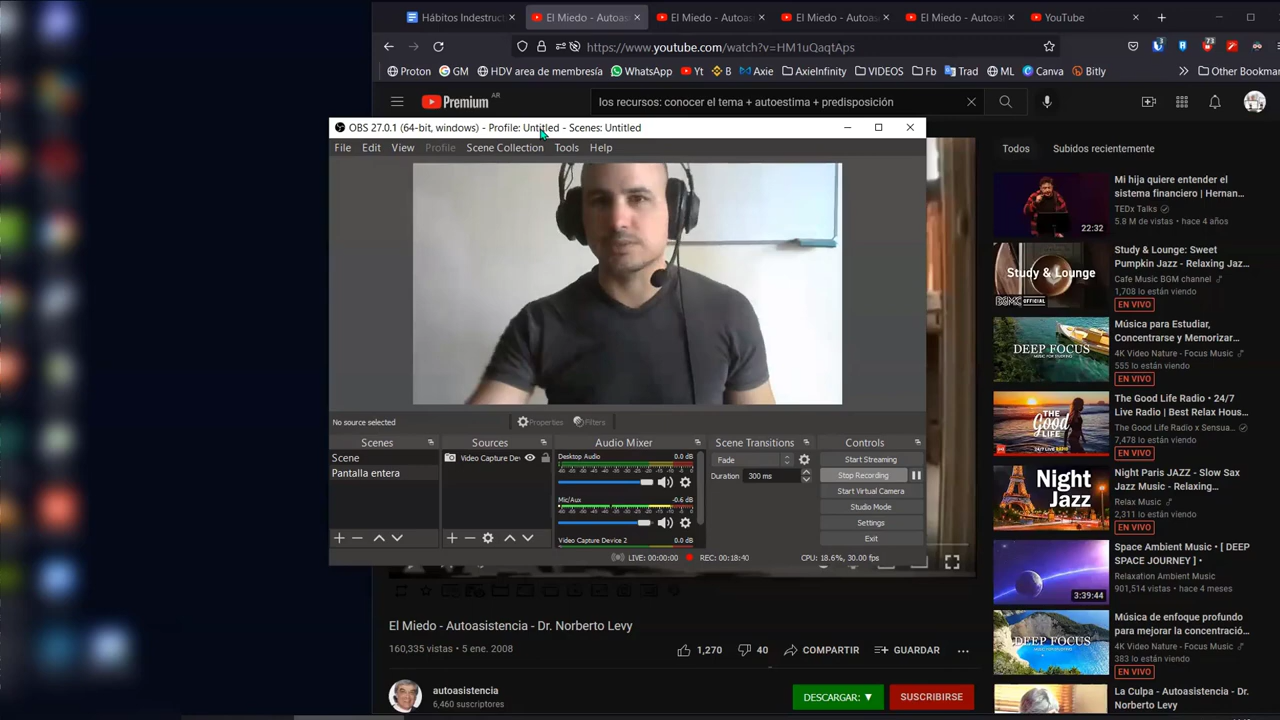 Hábitos Indestruc
El Miedo - Autoasis
El Miedo - Autoasis
El Miedo - Autoasis
El Miedo - Autoasis
YouTube
https://www.youtube.com/watch?v=HM1uQaqtAps
Proton
GM
HDV area de membresía
WhatsApp
Yt
B
Axie
AxieInfinity
VIDEOS
Fb
Trad
ML
Canva
Bitly
Other Bookmar
Premium AR
los recursos: conocer el tema + autoestima + predisposición
OBS 27.0.1 (64-bit, windows) - Profile: Untitled - Scenes: Untitled
File Edit View Profile Scene Collection Tools Help
No source selected
Properties
Filters
Scenes
Scene
Pantalla entera
Sources
Video Capture De
Audio Mixer
Desktop Audio 0.0 dB
Mic/Aux -0.6 dB
Video Capture Device 2 0.0 dB
Scene Transitions
Fade
Duration 300 ms
Controls
Start Streaming
Stop Recording
Start Virtual Camera
Studio Mode
Settings
Exit
LIVE: 00:00:00
REC: 00:18:40
CPU: 18.6%, 30.00 fps
El Miedo - Autoasistencia - Dr. Norberto Levy
160,335 vistas • 5 ene. 2008
1,270
40
COMPARTIR
GUARDAR
autoasistencia
6,460 suscriptores
DESCARGAR: ▼
SUSCRIBIRSE
Todos
Subidos recientemente
22:32
Mi hija quiere entender el
sistema financiero | Hernan...
TEDx Talks
5.8 M de vistas • hace 4 años
Study & Lounge
BGMC OFFICIAL
Study & Lounge: Sweet
Pumpkin Jazz - Relaxing Jaz...
Cafe Music BGM channel
1,708 lo están viendo
EN VIVO
DEEP FOCUS
Música para Estudiar,
Concentrarse y Memorizar...
4K Video Nature - Focus Music
555 lo están viendo
EN VIVO
The Good Life
The Good Life Radio • 24/7
Live Radio | Best Relax Hous...
The Good Life Radio x Sensua...
7,478 lo están viendo
EN VIVO
Night Jazz
Night Paris JAZZ - Slow Sax
Jazz Music - Relaxing...
Relax Music
2,311 lo están viendo
EN VIVO
3:39:44
Space Ambient Music • [ DEEP
SPACE JOURNEY ] •
Relaxation Ambient Music
901,514 vistas • hace 4 meses
DEEP FOCUS
Música de enfoque profundo
para mejorar la concentració...
4K Video Nature - Focus Music
383 lo están viendo
EN VIVO
La Culpa - Autoasistencia - Dr.
Norberto Levy